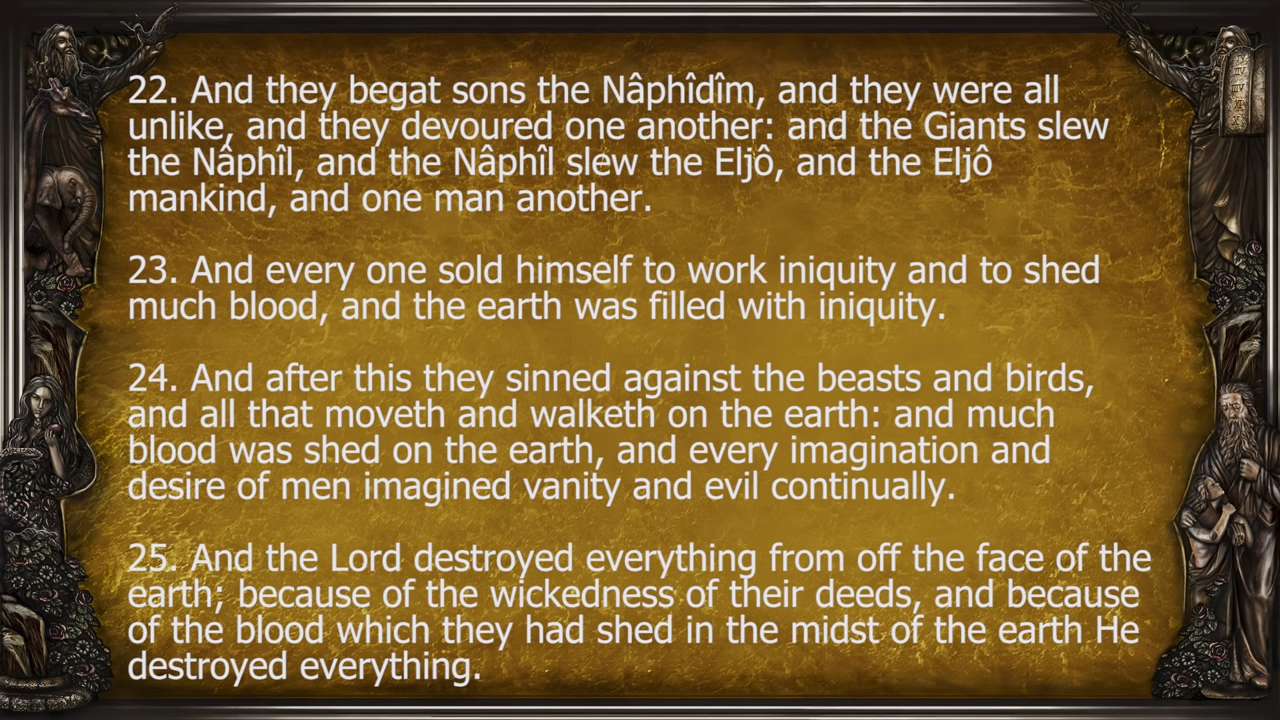 22. And they begat sons the Nâphîdîm, and they were all
unlike, and they devoured one another: and the Giants slew
the Nâphîl, and the Nâphîl slew the Eljô, and the Eljô
mankind, and one man another.
23. And every one sold himself to work iniquity and to shed
much blood, and the earth was filled with iniquity.
24. And after this they sinned against the beasts and birds,
and all that moveth and walketh on the earth: and much
blood was shed on the earth, and every imagination and
desire of men imagined vanity and evil continually.
25. And the Lord destroyed everything from off the face of the
earth; because of the wickedness of their deeds, and because
of the blood which they had shed in the midst of the earth He
destroyed everything.